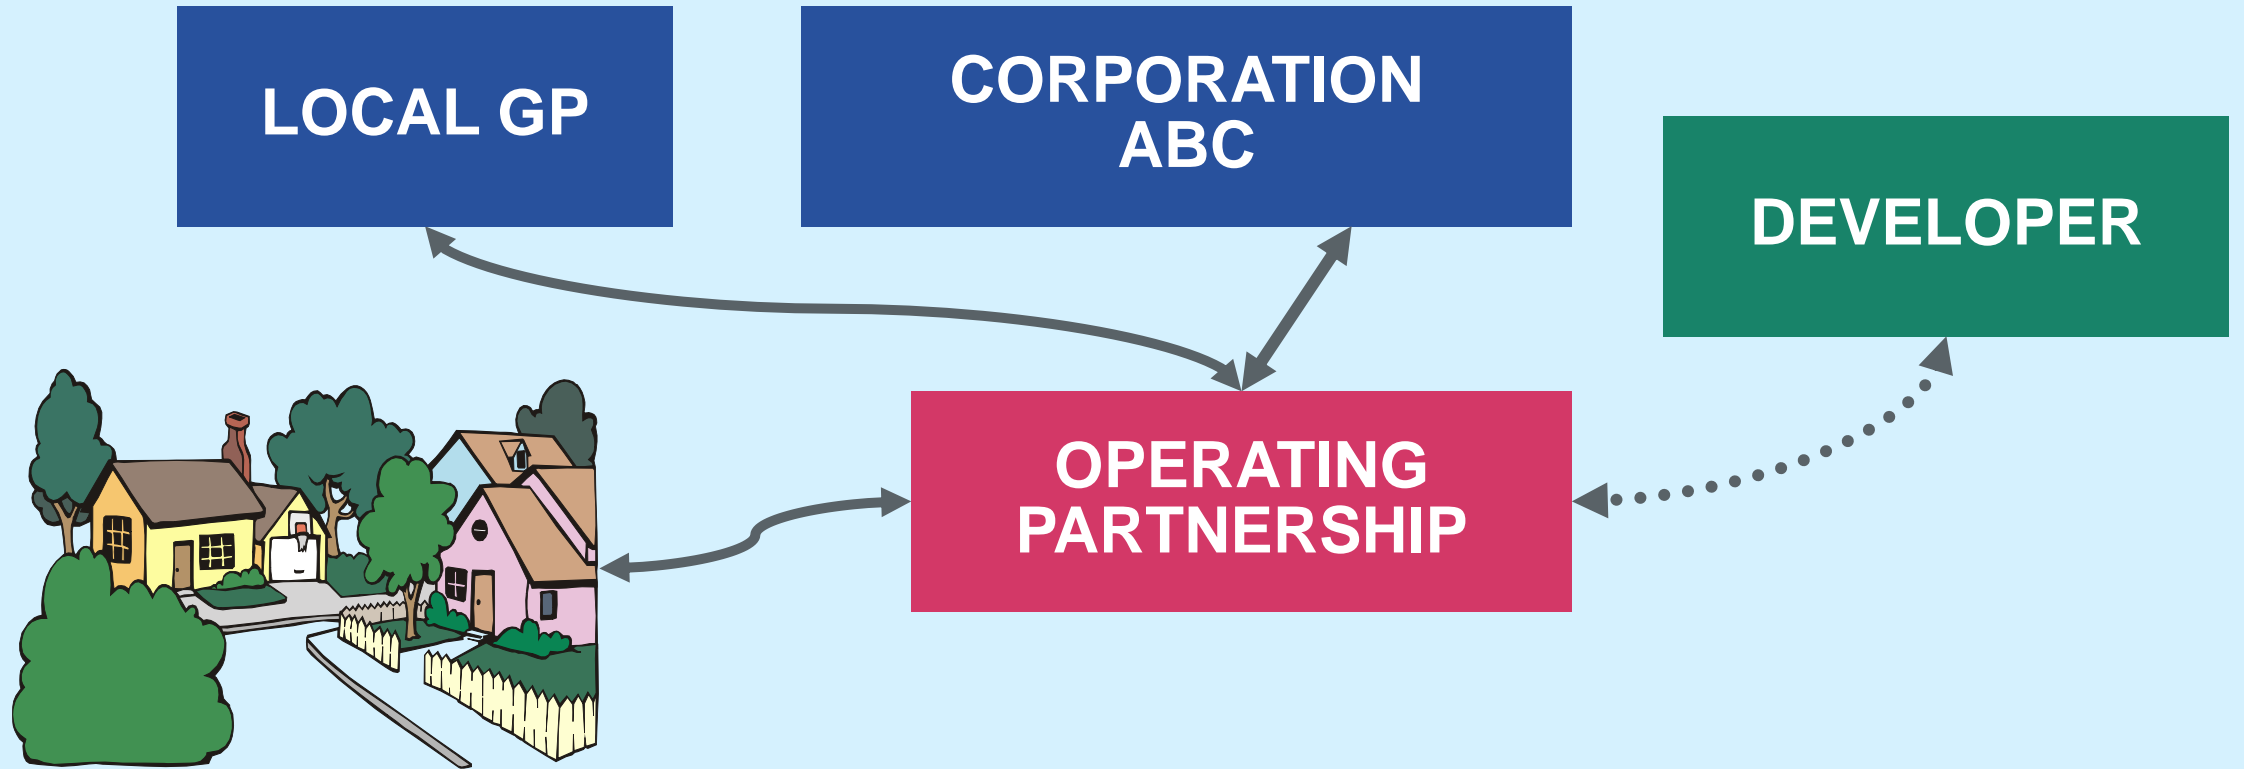 LOCAL GP
CORPORATION
ABC
DEVELOPER
OPERATING
PARTNERSHIP